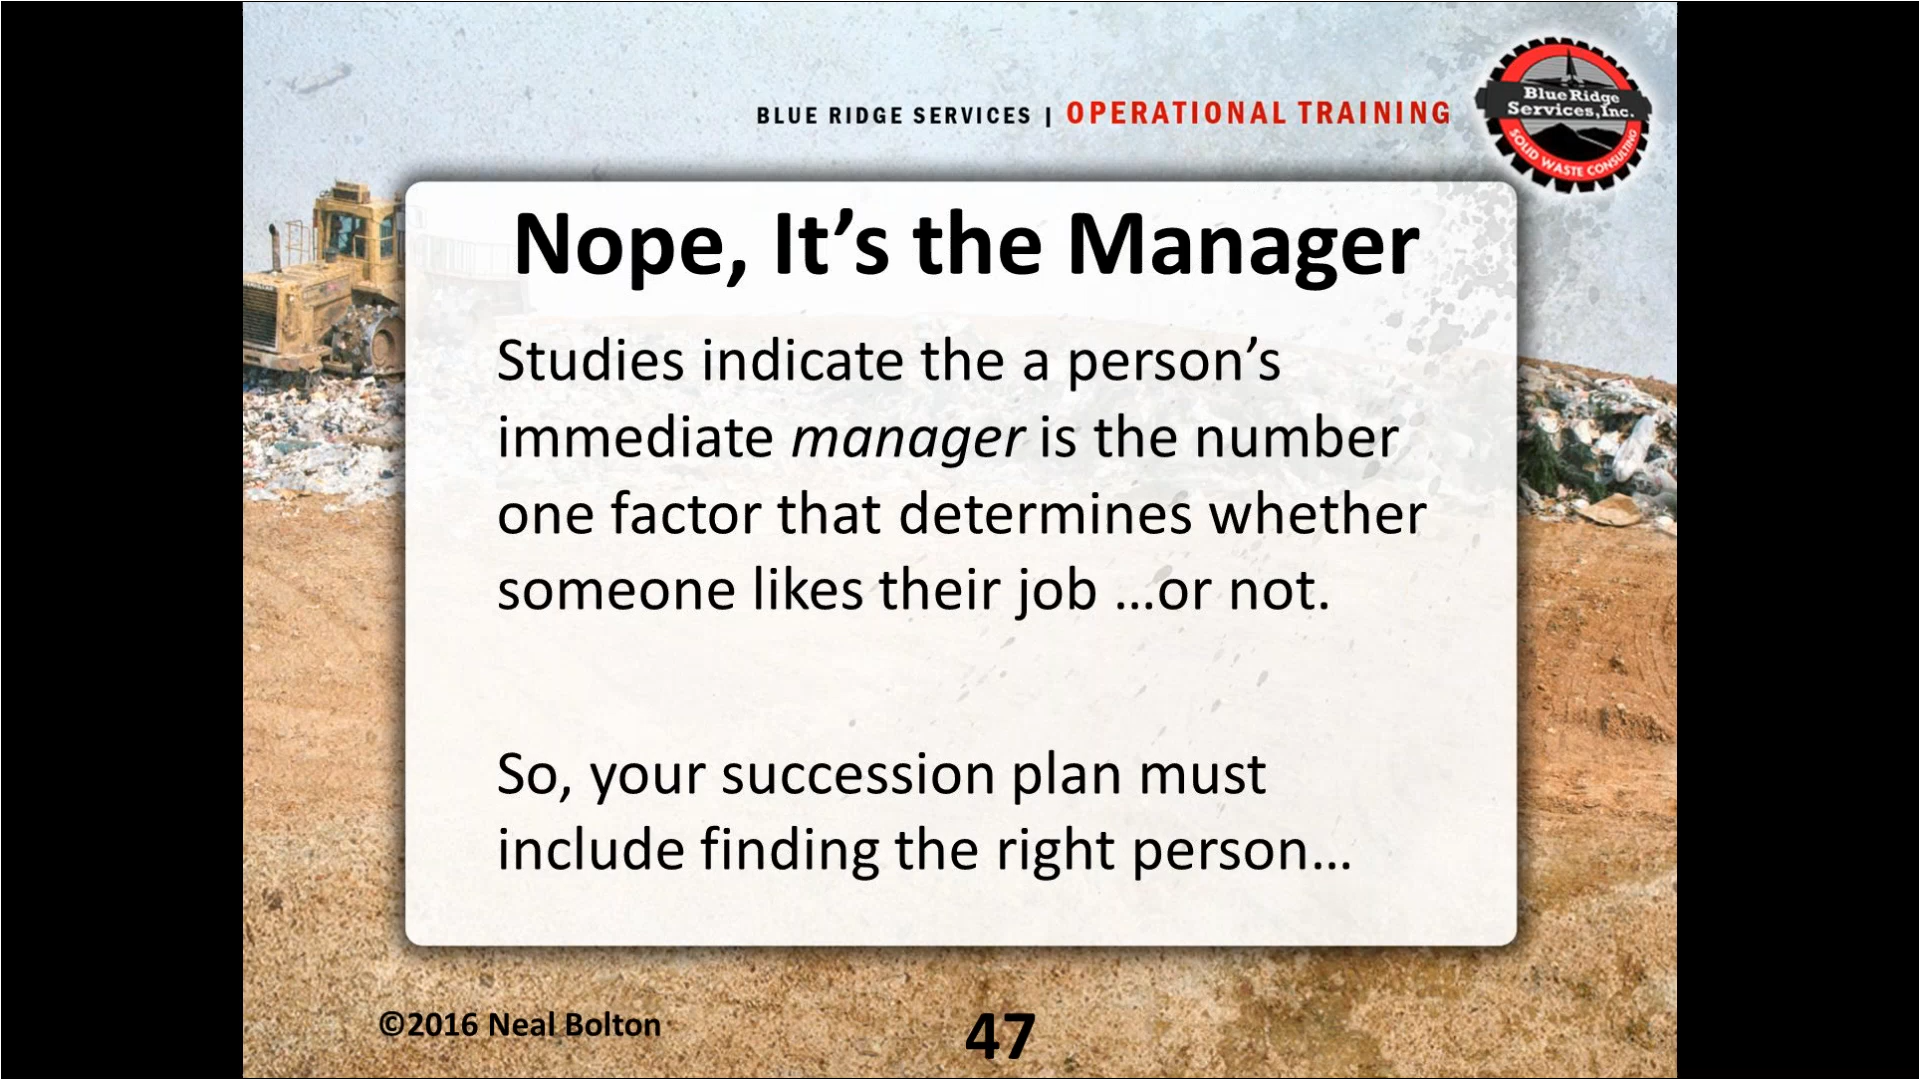 BLUE RIDGE SERVICES | OPERATIONAL TRAINING
Blue Ridge
Services, Inc.
SOLID WASTE CONSULTING
Nope, It’s the Manager
Studies indicate the a person’s
immediate manager is the number
one factor that determines whether
someone likes their job …or not.
So, your succession plan must
include finding the right person…
©2016 Neal Bolton
47